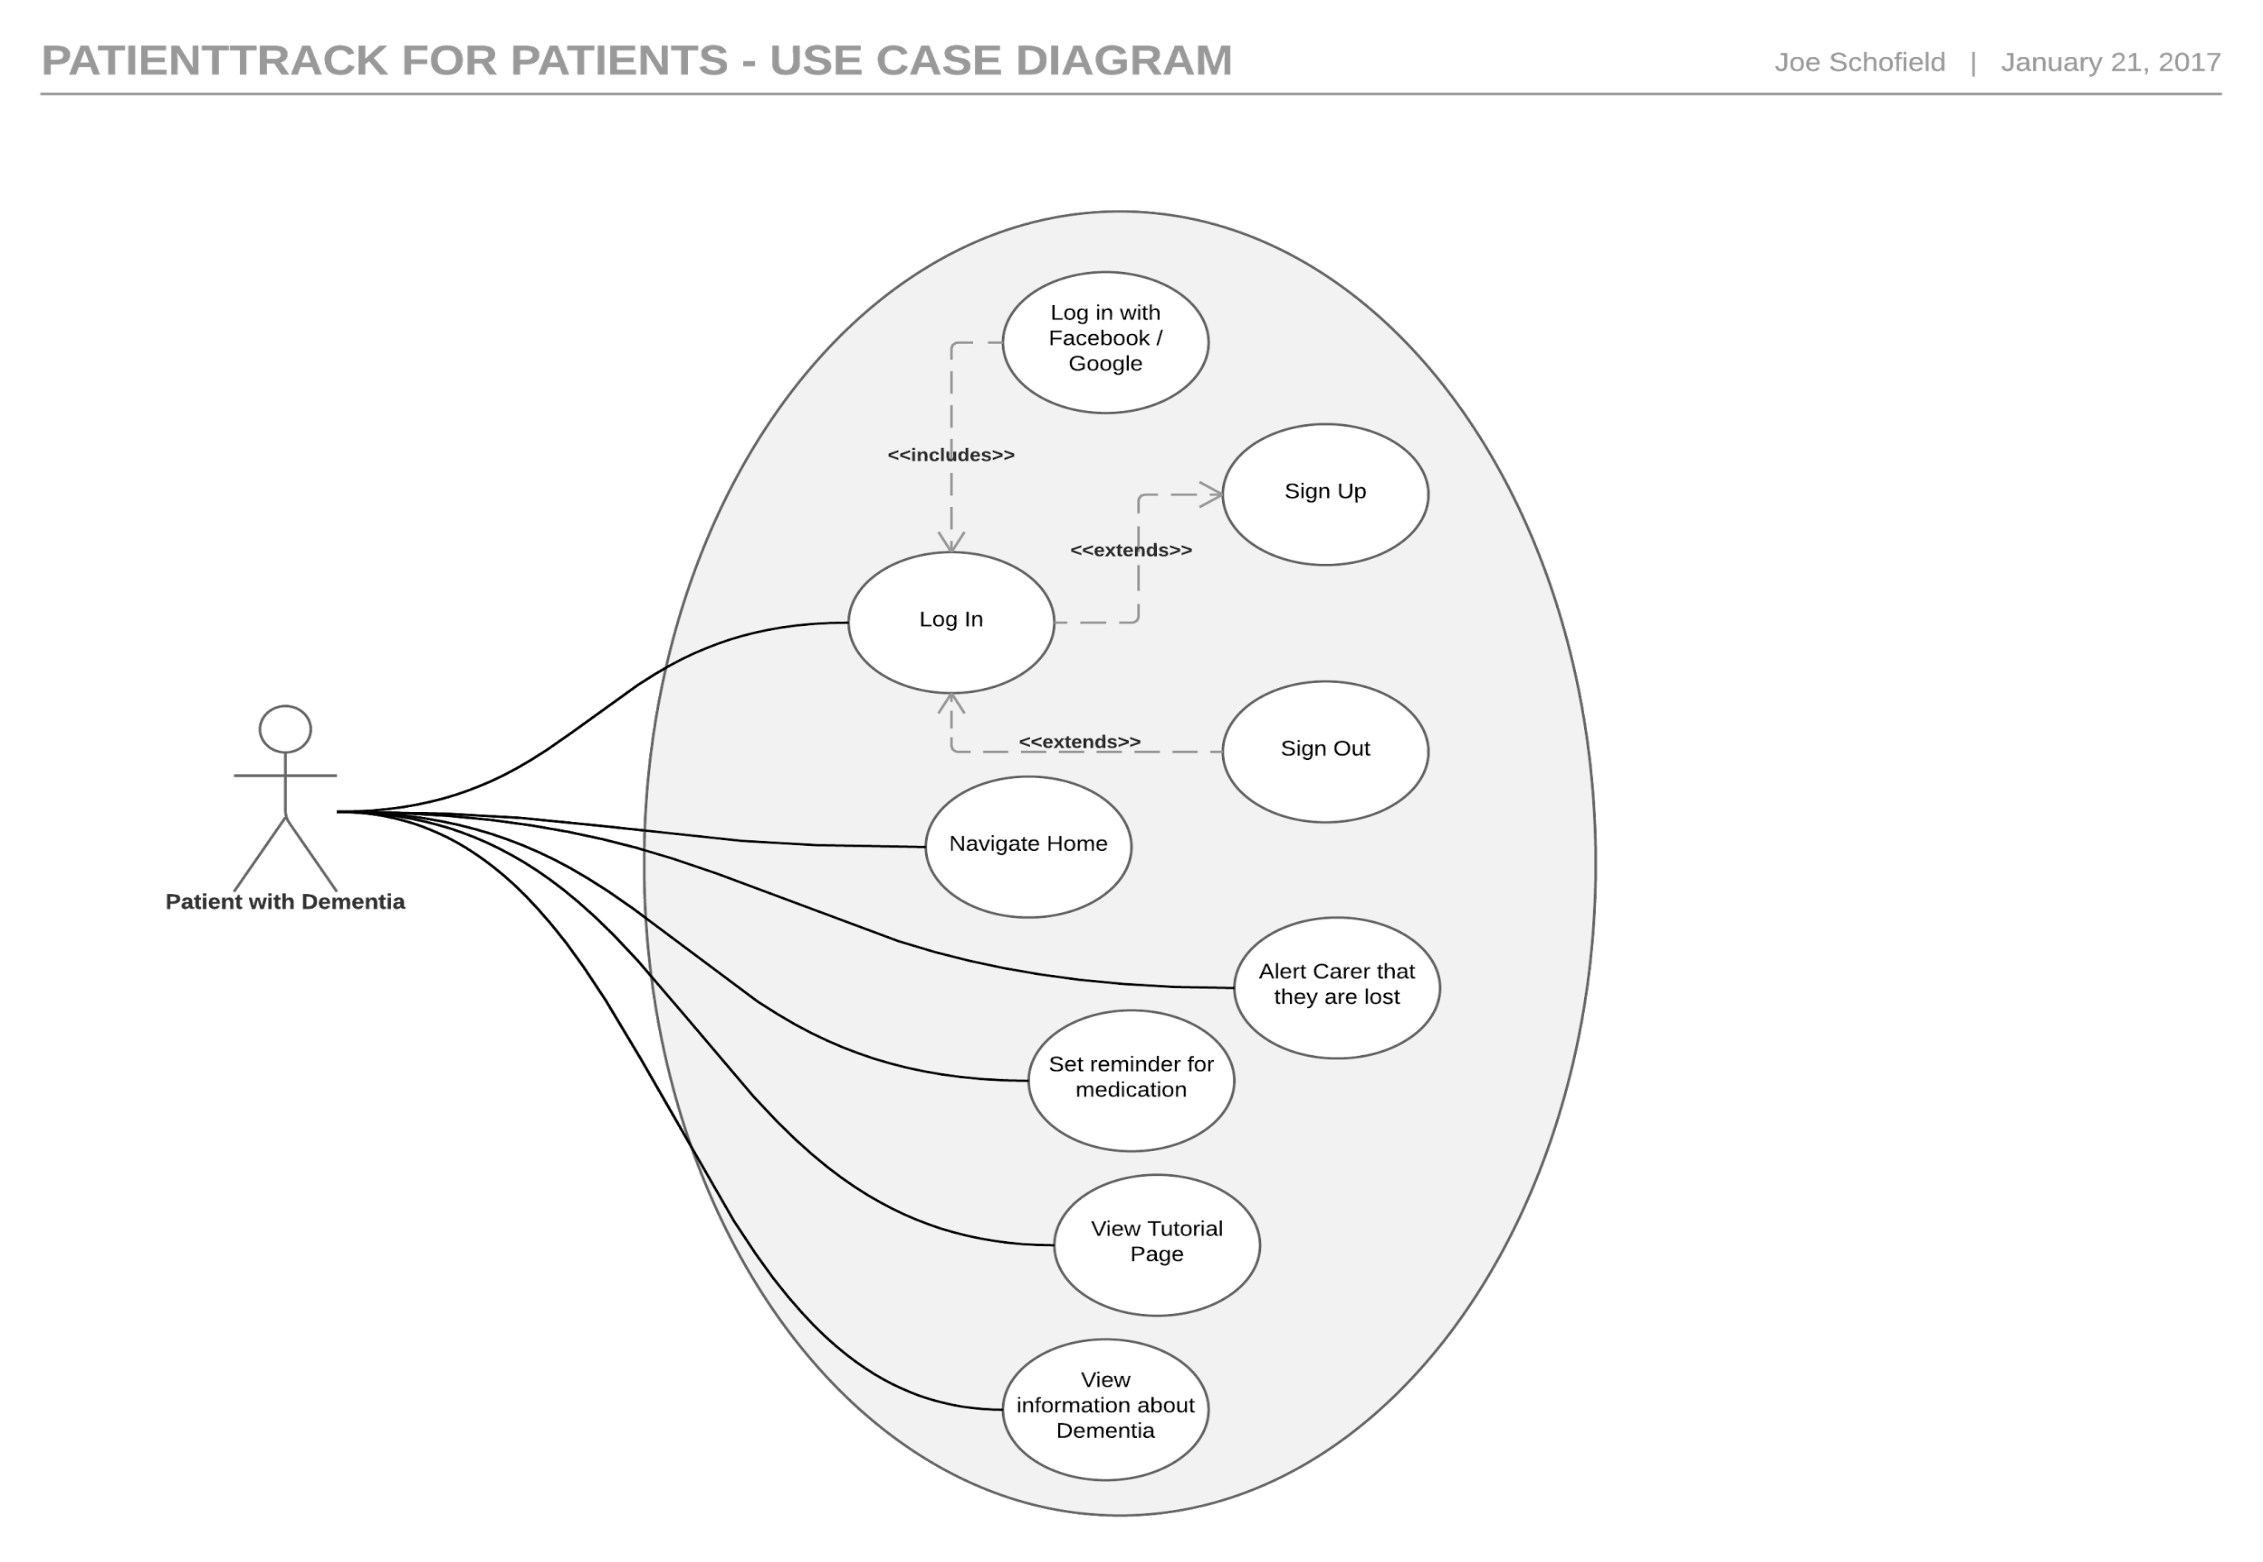 PATIENTTRACK FOR PATIENTS - USE CASE DIAGRAM
Joe Schofield | January 21, 2017
Log in with
Facebook /
Google
<<includes>>
Sign Up
<<extends>>
Log In
<<extends>>
Sign Out
Navigate Home
Patient with Dementia
Alert Carer that
they are lost
Set reminder for
medication
View Tutorial
Page
View
information about
Dementia